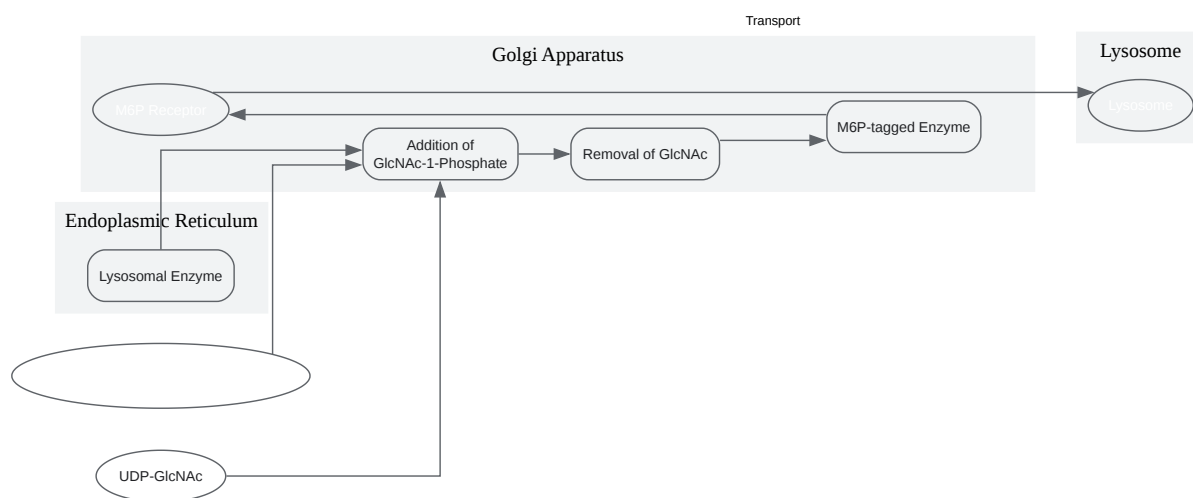 Transport
Golgi Apparatus
Lysosome
M6P Receptor
Lysosome
M6P-tagged Enzyme
Addition of
GlcNAc-1-Phosphate
Removal of GlcNAc
Endoplasmic Reticulum
Lysosomal Enzyme
UDP-GlcNAc